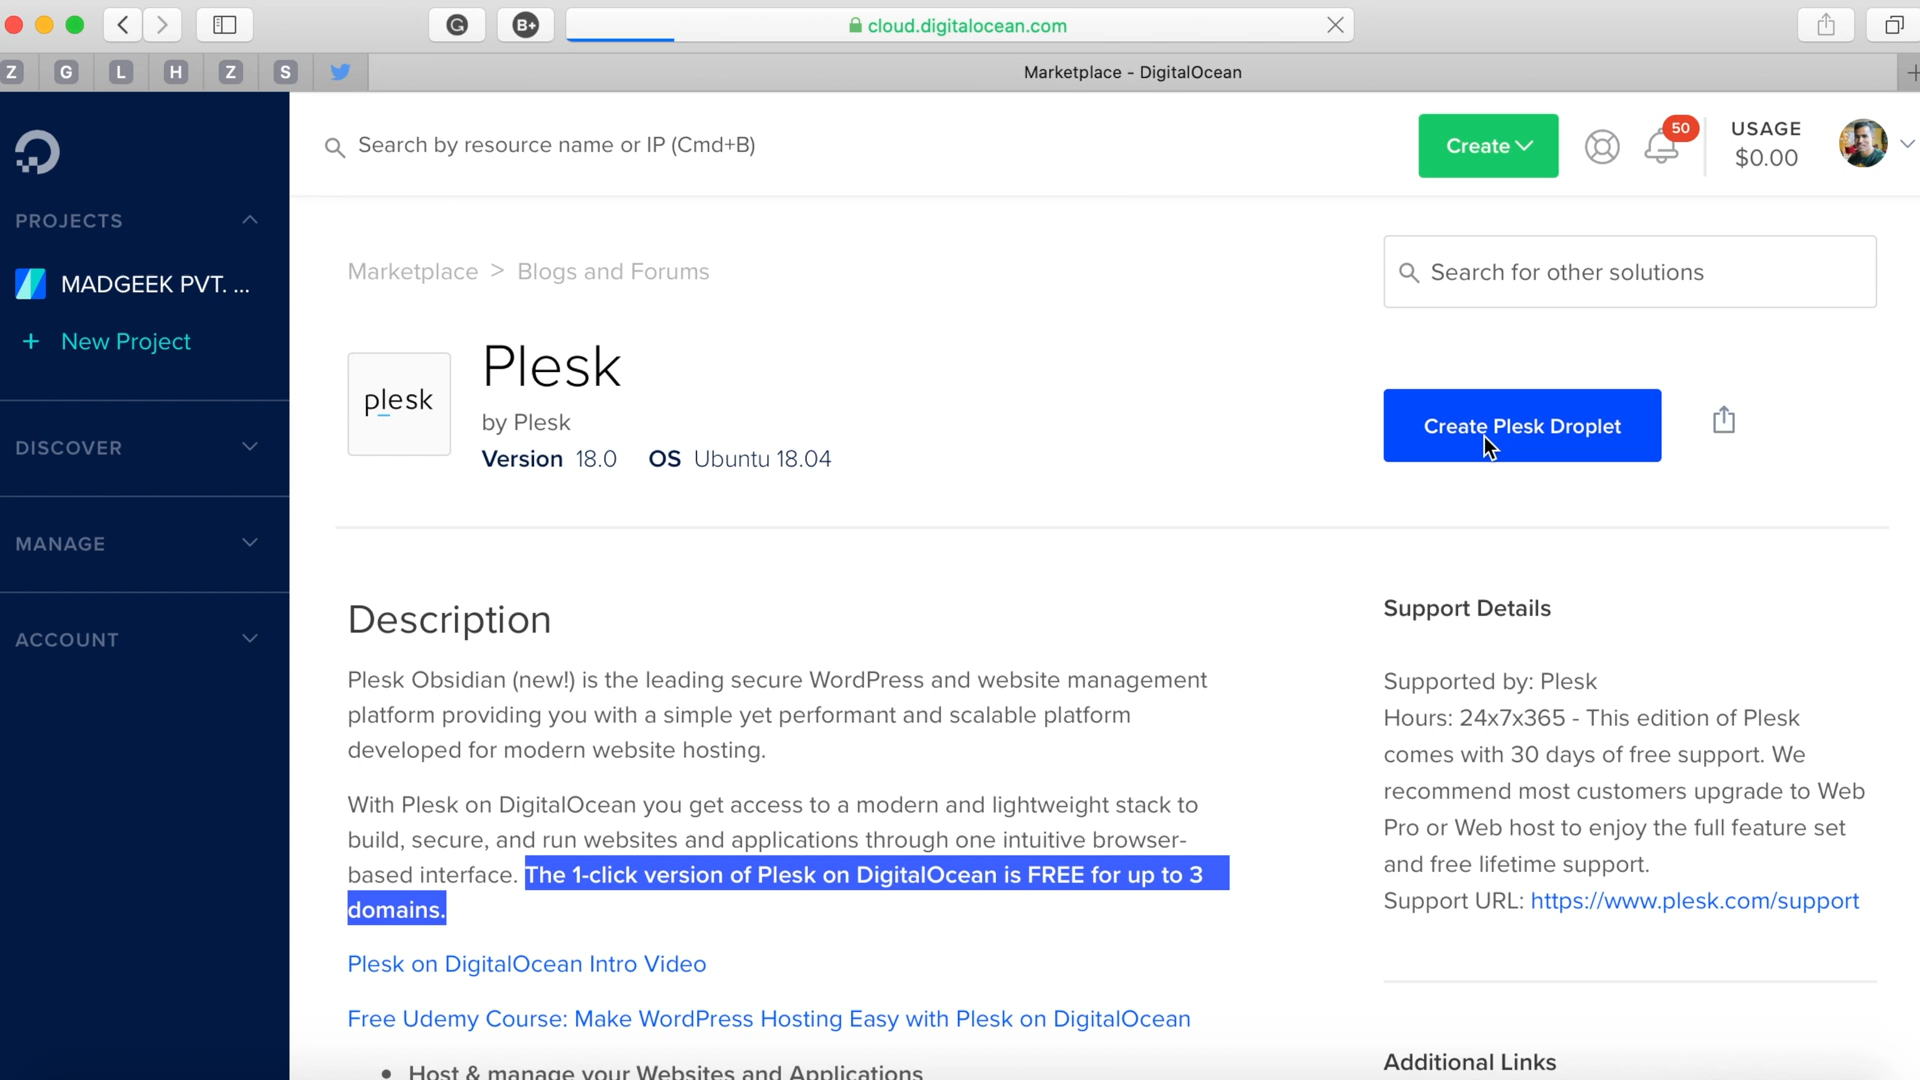 G
B+
cloud.digitalocean.com
Z
G
L
H
Z
S
Marketplace - DigitalOcean
Search by resource name or IP (Cmd+B)
Create
50
USAGE
$0.00
PROJECTS
MADGEEK PVT. ...
+ New Project
DISCOVER
MANAGE
ACCOUNT
Marketplace > Blogs and Forums
Search for other solutions
plesk
Plesk
by Plesk
Version 18.0 OS Ubuntu 18.04
Create Plesk Droplet
Description
Plesk Obsidian (new!) is the leading secure WordPress and website management
platform providing you with a simple yet performant and scalable platform
developed for modern website hosting.
With Plesk on DigitalOcean you get access to a modern and lightweight stack to
build, secure, and run websites and applications through one intuitive browser-
based interface. The 1-click version of Plesk on DigitalOcean is FREE for up to 3
domains.
Plesk on DigitalOcean Intro Video
Free Udemy Course: Make WordPress Hosting Easy with Plesk on DigitalOcean
• Host & manage your Websites and Applications
Support Details
Supported by: Plesk
Hours: 24x7x365 - This edition of Plesk
comes with 30 days of free support. We
recommend most customers upgrade to Web
Pro or Web host to enjoy the full feature set
and free lifetime support.
Support URL: https://www.plesk.com/support
Additional Links